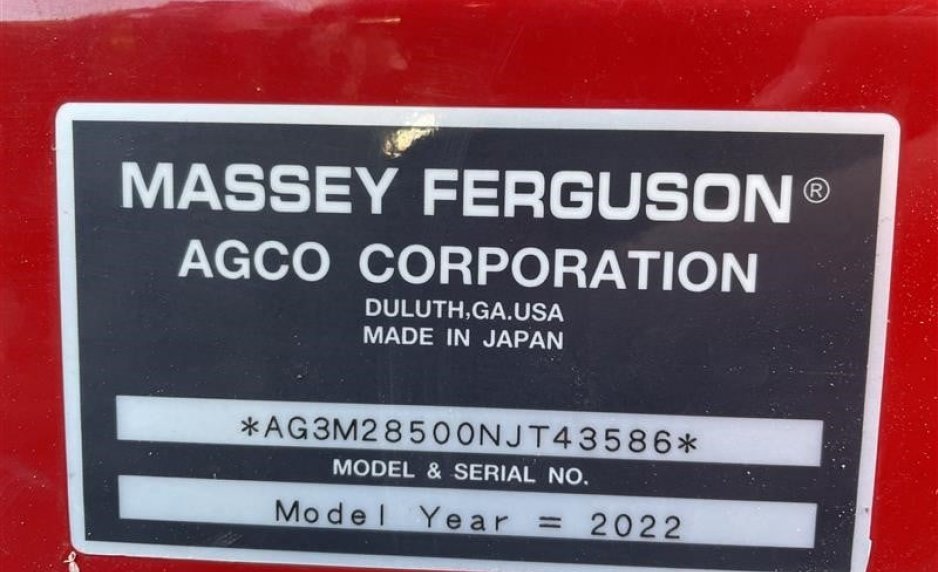 MASSEY FERGUSON®
AGCO CORPORATION
DULUTH,GA.USA
MADE IN JAPAN
*AG3M28500NJT43586*
MODEL & SERIAL NO.
Model Year = 2022